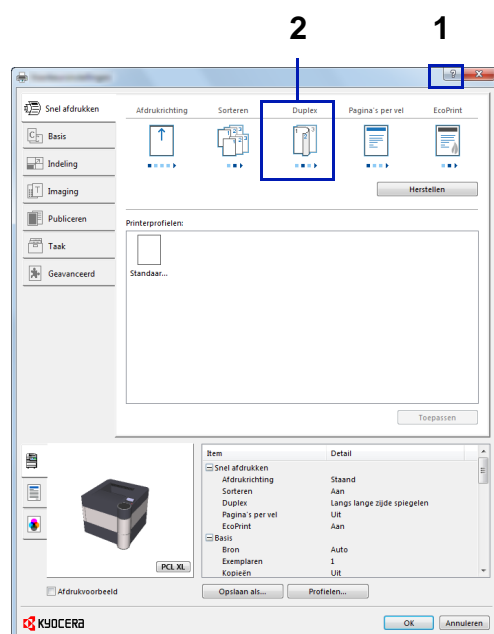 2 1
?
Snel afdrukken
Basis
Indeling
Imaging
Publiceren
Taak
Geavanceerd
Afdrukrichting Sorteren Duplex Pagina's per vel EcoPrint
Herstellen
Printerprofielen:
Standaar...
Toepassen
Item Detail
Snel afdrukken
Afdrukrichting Staand
Sorteren Aan
Duplex Langs lange zijde spiegelen
Pagina's per vel Uit
EcoPrint Aan
Basis
Bron Auto
Exemplaren 1
Kopieën Uit
PCL XL
Afdrukvoorbeeld
Opslaan als... Profielen...
KYOCERA
OK Annuleren